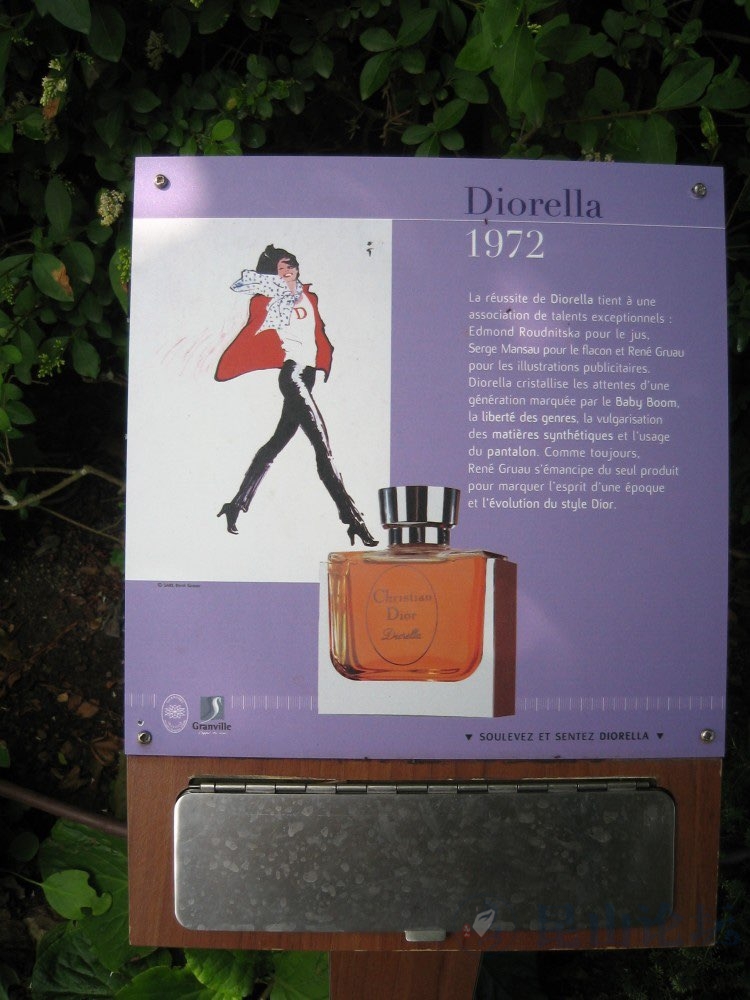 Diorella
1972
La réussite de Diorella tient à une
association de talents exceptionnels :
Edmond Roudnitska pour le jus,
Serge Mansau pour le flacon et René Gruau
pour les illustrations publicitaires.
Diorella cristallise les attentes d'une
génération marquée par le Baby Boom,
la liberté des genres, la vulgarisation
des matières synthétiques et l'usage
du pantalon. Comme toujours,
René Gruau s'émancipe du seul produit
pour marquer l'esprit d'une époque
et l'évolution du style Dior.
D
Christian
Dior
Diorella
Granville
▼ SOULEVEZ ET SENTEZ DIORELLA ▼